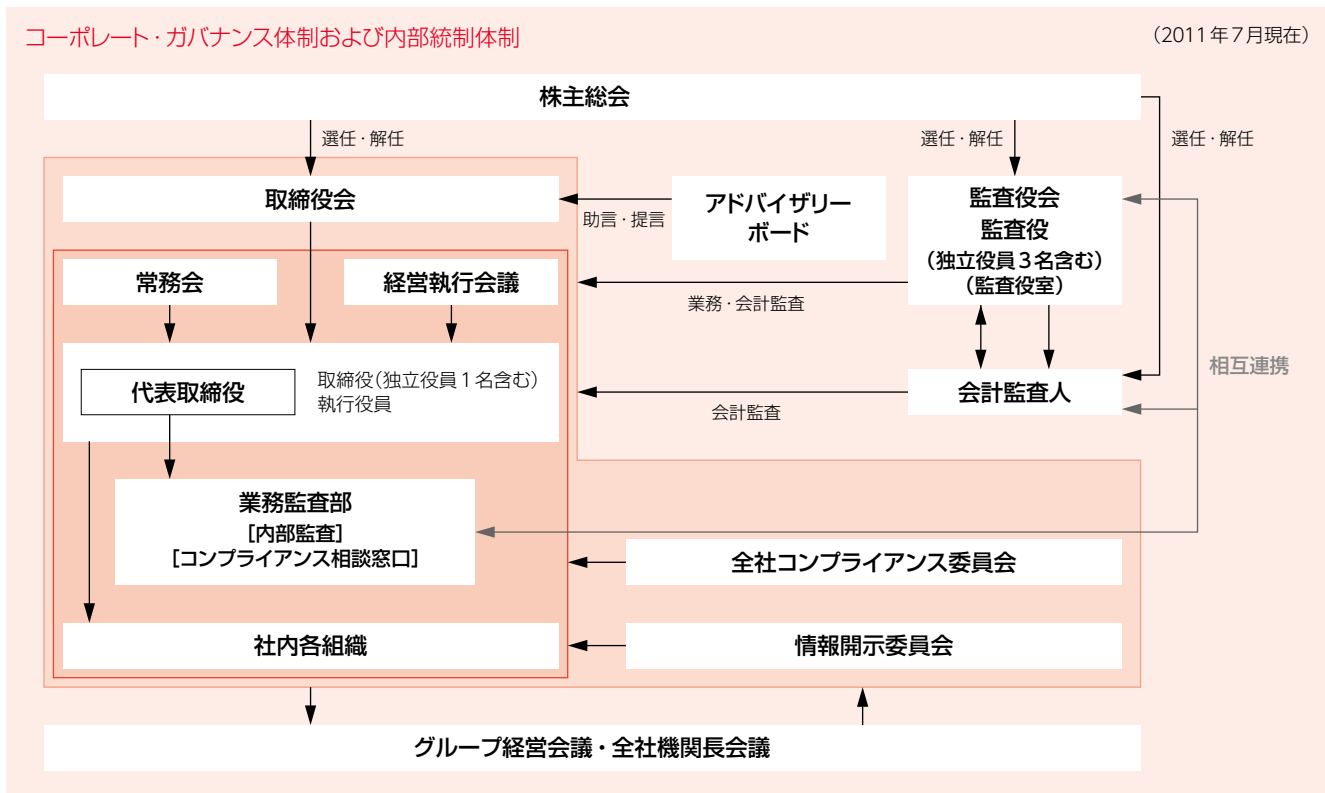 コーポレート・ガバナンス体制および内部統制体制
（2011年7月現在）
株主総会
選任・解任
選任・解任
選任・解任
取締役会
助言・提言
アドバイザリー
ボード
監査役会
監査役
（独立役員3名含む）
（監査役室）
常務会
経営執行会議
業務・会計監査
相互連携
代表取締役
取締役（独立役員1名含む）
執行役員
会計監査
会計監査人
業務監査部
［内部監査］
［コンプライアンス相談窓口］
全社コンプライアンス委員会
社内各組織
情報開示委員会
グループ経営会議・全社機関長会議